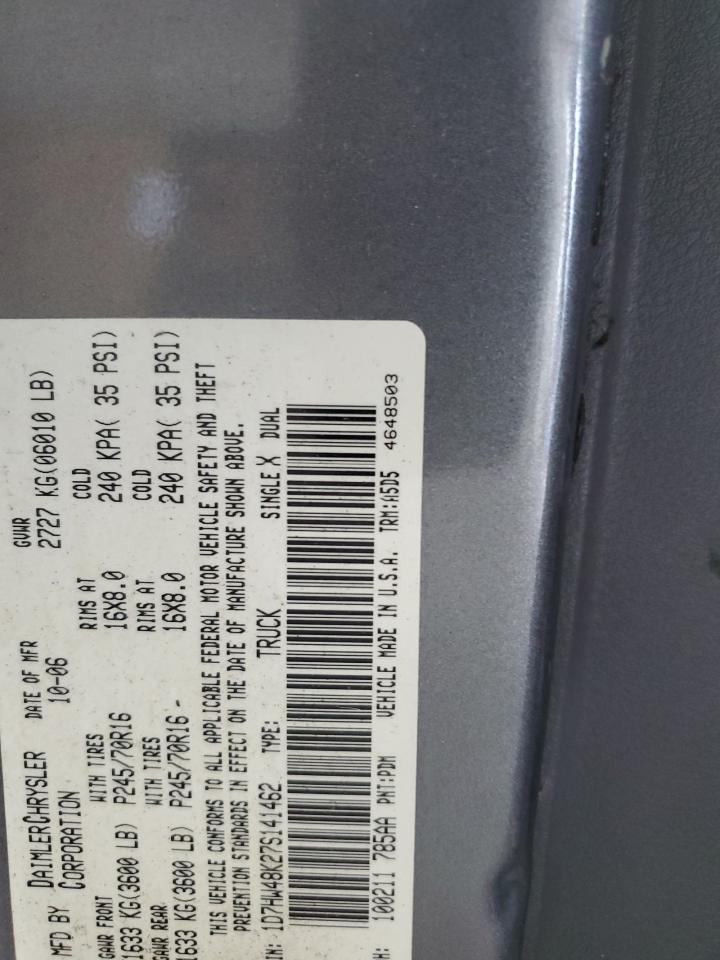 MFD BY DAIMLERCHRYSLER CORPORATION DATE OF MFR 10-06 GVWR 2727 KG(06010 LB)
GAWR FRONT WITH TIRES RIMS AT COLD
1633 KG(3600 LB) P245/70R16 16X8.0 240 KPA( 35 PSI)
GAWR REAR WITH TIRES RIMS AT COLD
1633 KG(3600 LB) P245/70R16 - 16X8.0 240 KPA( 35 PSI)
THIS VEHICLE CONFORMS TO ALL APPLICABLE FEDERAL MOTOR VEHICLE SAFETY AND THEFT
PREVENTION STANDARDS IN EFFECT ON THE DATE OF MANUFACTURE SHOWN ABOVE.
IN: 1D7HW48K27S141462 TYPE: TRUCK SINGLE X DUAL
H: 100211 785AA PNT:PDM VEHICLE MADE IN U.S.A. TRM:A5D5 4648503